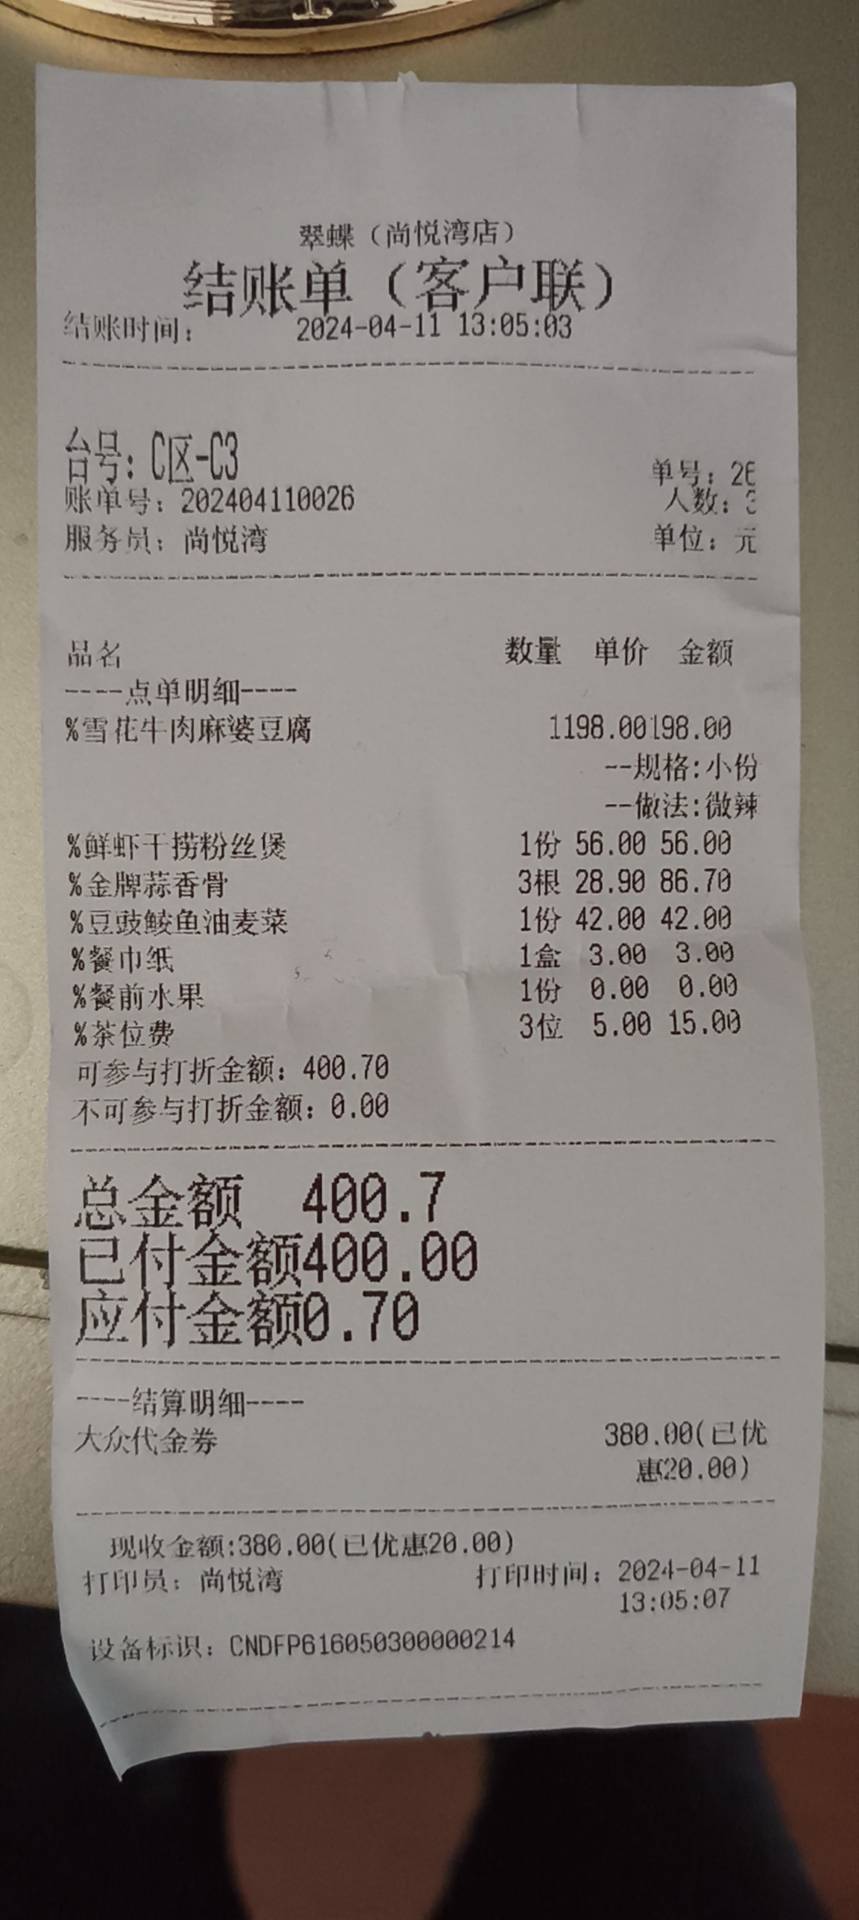 翠蝶（尚悦湾店）
结账单（客户联）
结账时间： 2024-04-11 13:05:03
台号：C区-C3
单号：26
账单号：202404110026
人数：3
服务员：尚悦湾 单位：元
品名 数量 单价 金额
----点单明细----
%雪花牛肉麻婆豆腐 1198.00198.00
--规格:小份
--做法:微辣
%鲜虾干捞粉丝煲 1份 56.00 56.00
%金牌蒜香骨 3根 28.90 86.70
%豆豉鲮鱼油麦菜 1份 42.00 42.00
%餐巾纸 1盒 3.00 3.00
%餐前水果 1份 0.00 0.00
%茶位费 3位 5.00 15.00
可参与打折金额：400.70
不可参与打折金额：0.00
总金额 400.7
已付金额400.00
应付金额0.70
----结算明细----
大众代金券 380.00(已优
惠20.00)
现收金额:380.00(已优惠20.00)
打印员：尚悦湾 打印时间：2024-04-11
13:05:07
设备标识：CNDFP616050300000214